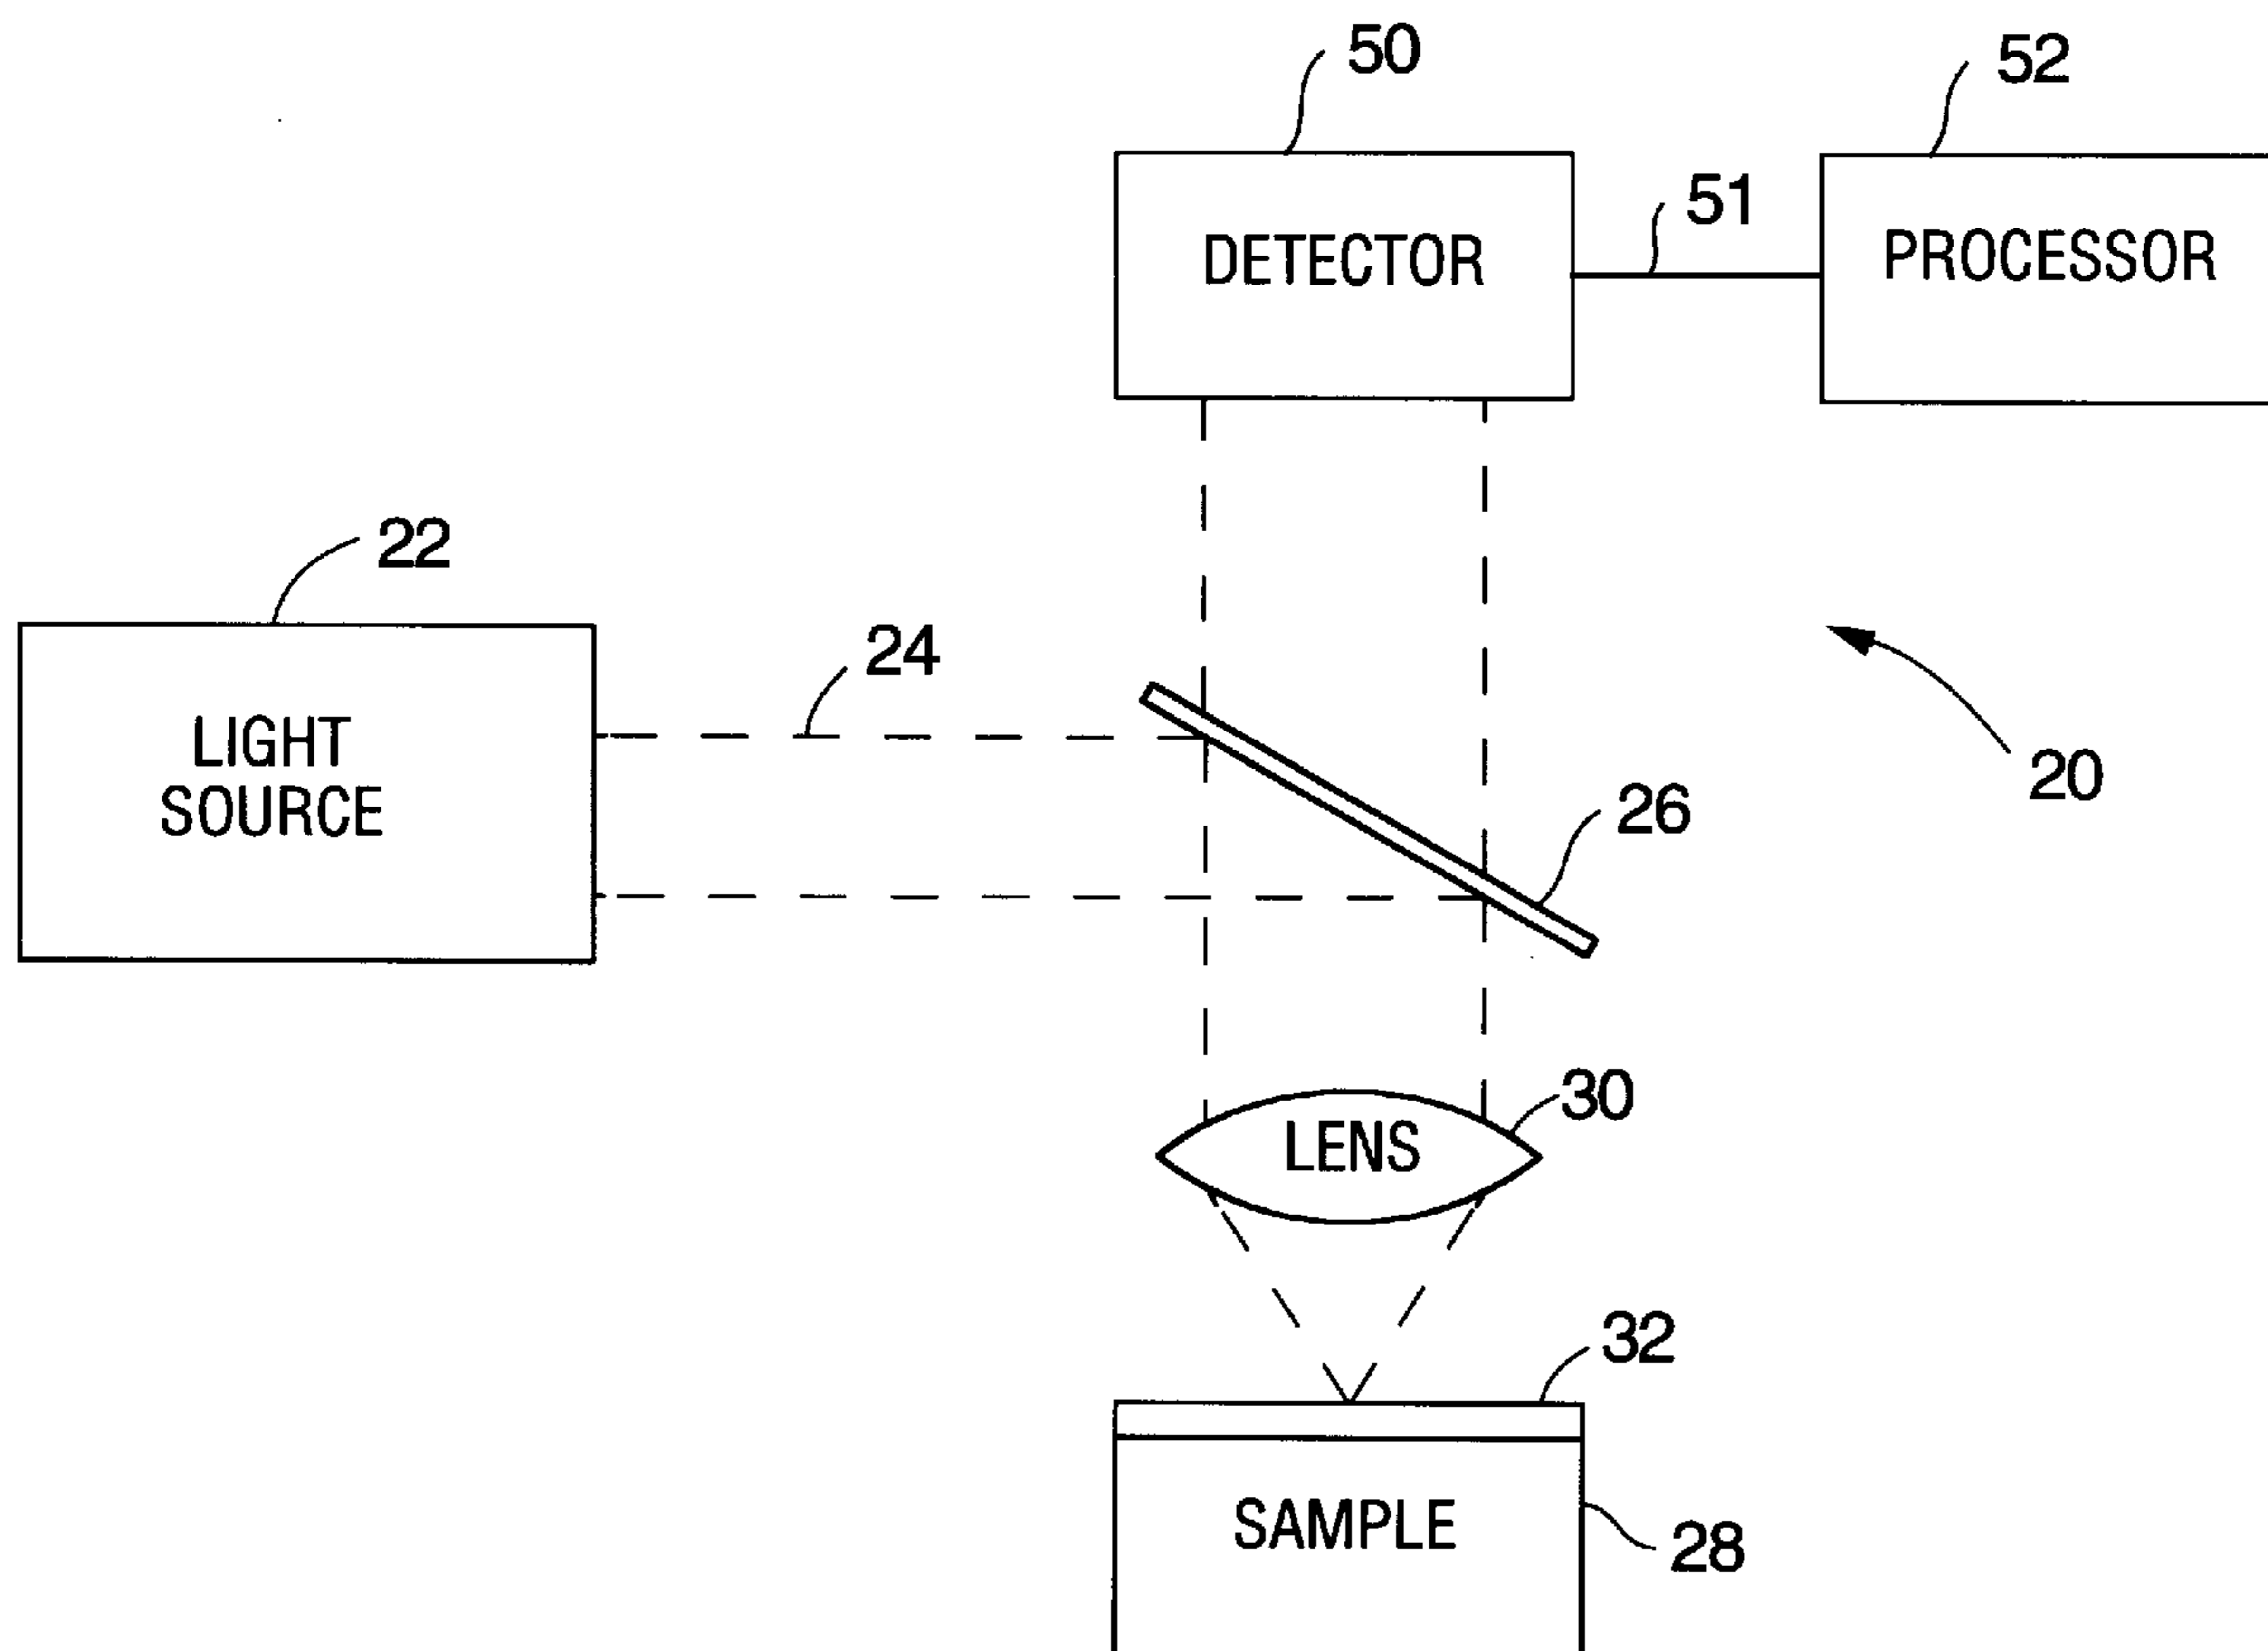 50
52
51
DETECTOR
PROCESSOR
22
24
LIGHT
SOURCE
20
26
30
LENS
32
SAMPLE
28